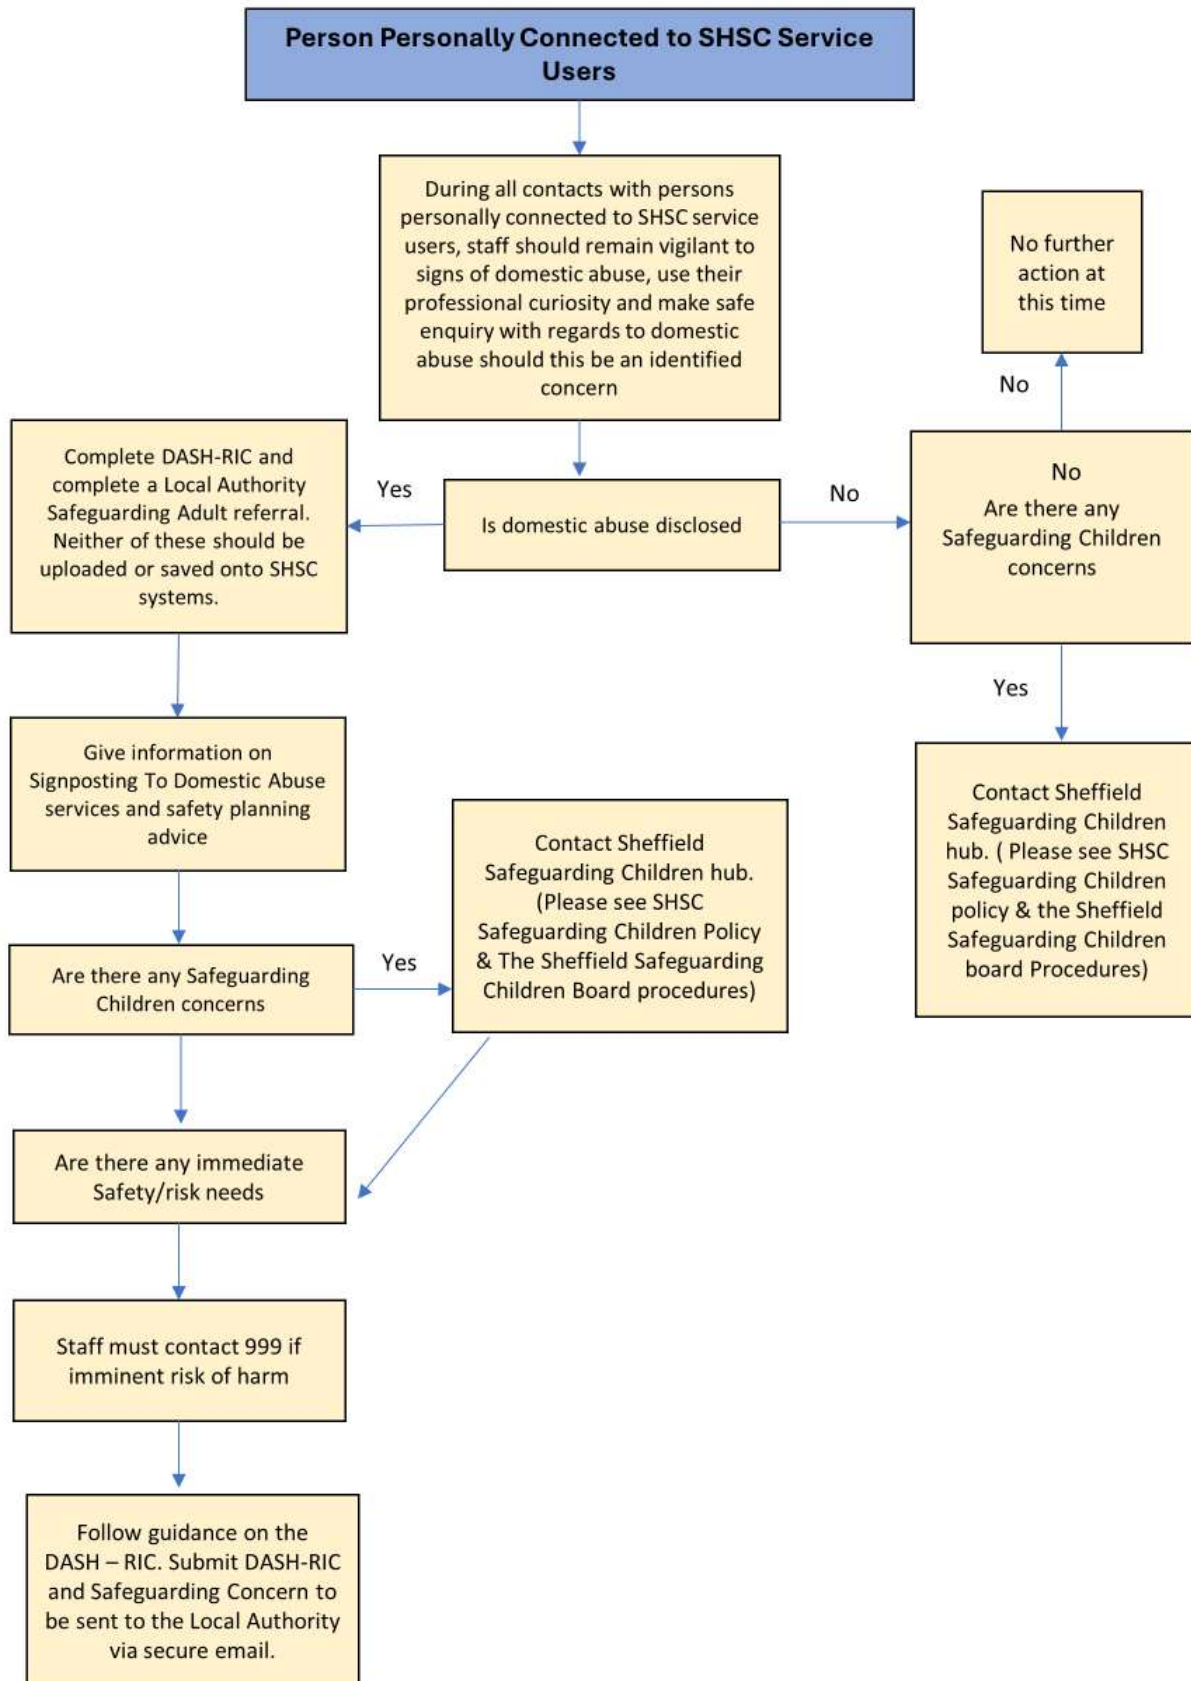 Person Personally Connected to SHSC Service
Users
During all contacts with persons
personally connected to SHSC service
users, staff should remain vigilant to
signs of domestic abuse, use their
professional curiosity and make safe
enquiry with regards to domestic
abuse should this be an identified
concern
No further
action at
this time
No
Complete DASH-RIC and
complete a Local Authority
Safeguarding Adult referral.
Neither of these should be
uploaded or saved onto SHSC
systems.
Yes
Is domestic abuse disclosed
No
No
Are there any
Safeguarding Children
concerns
Yes
Give information on
Signposting To Domestic Abuse
services and safety planning
advice
Contact Sheffield
Safeguarding Children hub.
(Please see SHSC
Safeguarding Children Policy
& The Sheffield Safeguarding
Children Board procedures)
Contact Sheffield
Safeguarding Children
hub. ( Please see SHSC
Safeguarding Children
policy & the Sheffield
Safeguarding Children
board Procedures)
Are there any Safeguarding
Children concerns
Yes
Are there any immediate
Safety/risk needs
Staff must contact 999 if
imminent risk of harm
Follow guidance on the
DASH – RIC. Submit DASH-RIC
and Safeguarding Concern to
be sent to the Local Authority
via secure email.